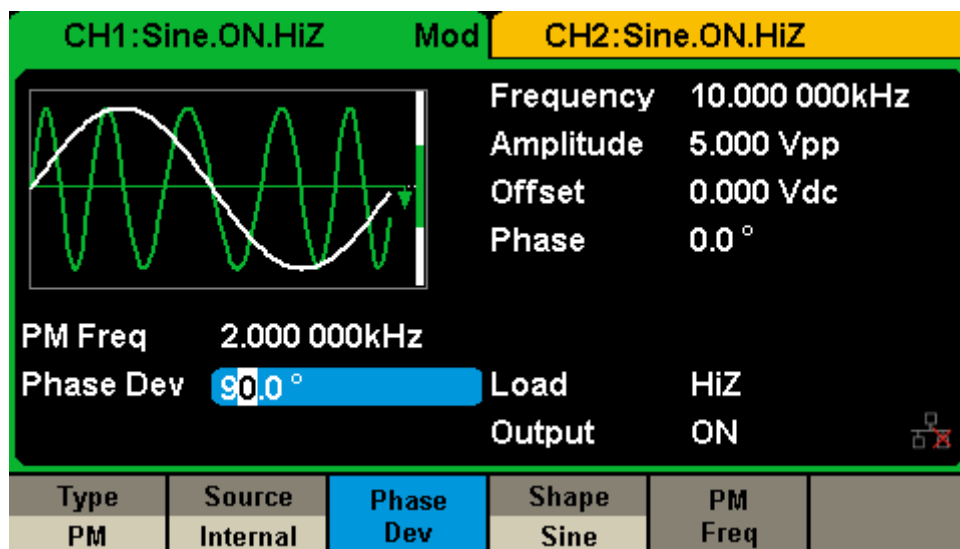 CH1:Sine.ON.HiZ Mod CH2:Sine.ON.HiZ
Frequency 10.000 000kHz
Amplitude 5.000 Vpp
Offset 0.000 Vdc
Phase 0.0 °
PM Freq 2.000 000kHz
Phase Dev 90.0 °
Load HiZ
Output ON
Type Source Phase Dev Shape PM Freq
PM Internal Sine